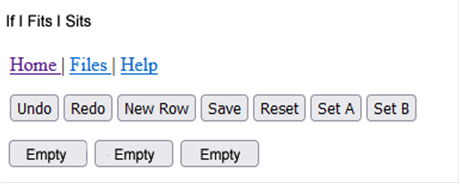 If I Fits I Sits
Home | Files | Help
Undo Redo New Row Save Reset Set A Set B
Empty Empty Empty